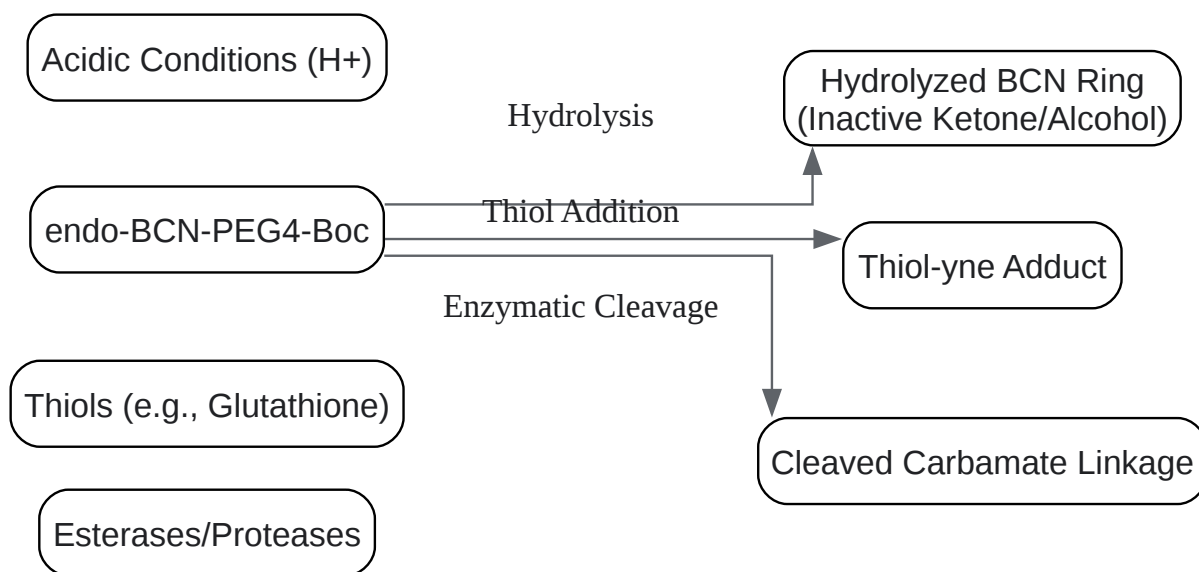 Acidic Conditions (H+)
Hydrolyzed BCN Ring
(Inactive Ketone/Alcohol)
Hydrolysis
endo-BCN-PEG4-Boc
Thiol Addition
Thiol-yne Adduct
Enzymatic Cleavage
Thiols (e.g., Glutathione)
Cleaved Carbamate Linkage
Esterases/Proteases